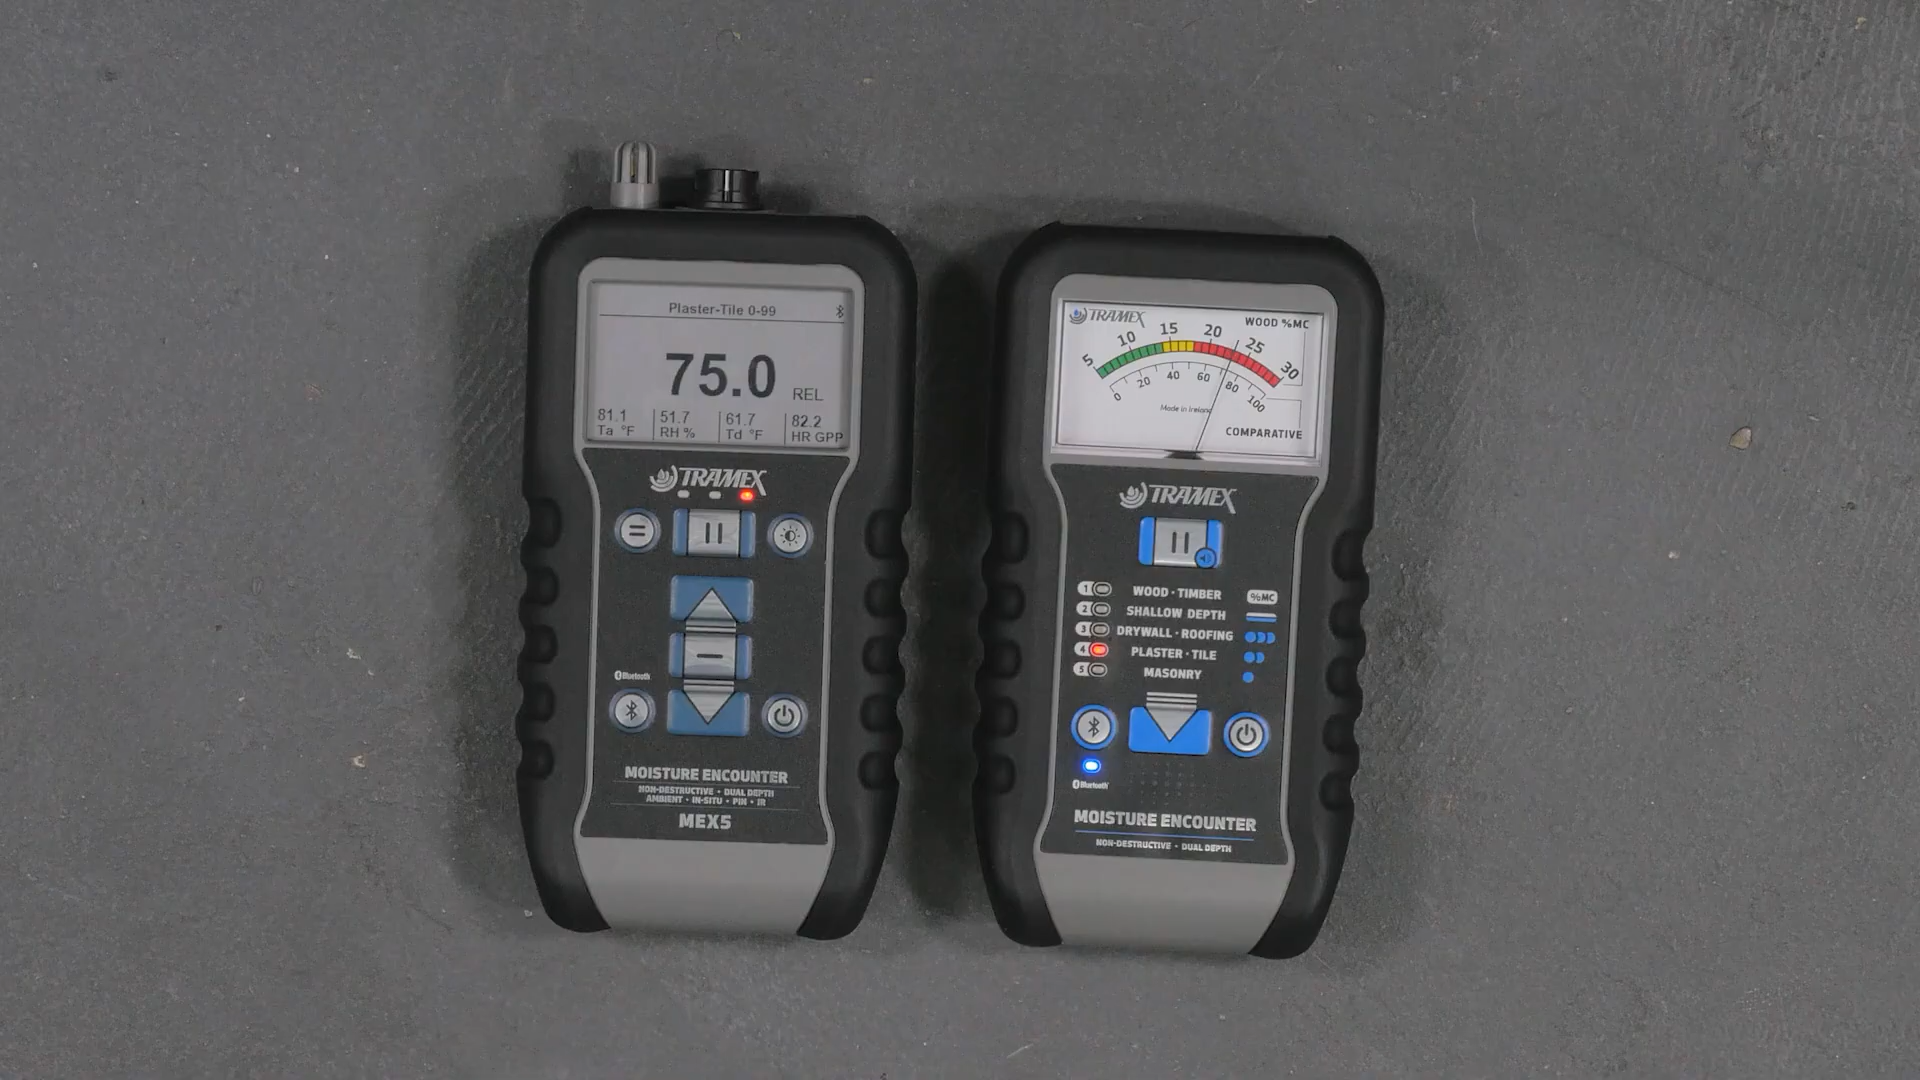 Plaster-Tile 0-99
75.0 REL
81.1 51.7 61.7 82.2
Ta °F RH % Td °F HR GPP
TRAMEX
Bluetooth
MOISTURE ENCOUNTER
NON-DESTRUCTIVE • DUAL DEPTH
AMBIENT • IN-SITU • PIN • IR
MEX5
TRAMEX
WOOD %MC
5 10 15 20 25 30
0 20 40 60 80 100
Made in Ireland
COMPARATIVE
TRAMEX
1 WOOD · TIMBER %MC
2 SHALLOW DEPTH
3 DRYWALL · ROOFING
4 PLASTER · TILE
5 MASONRY
Bluetooth
MOISTURE ENCOUNTER
NON-DESTRUCTIVE • DUAL DEPTH